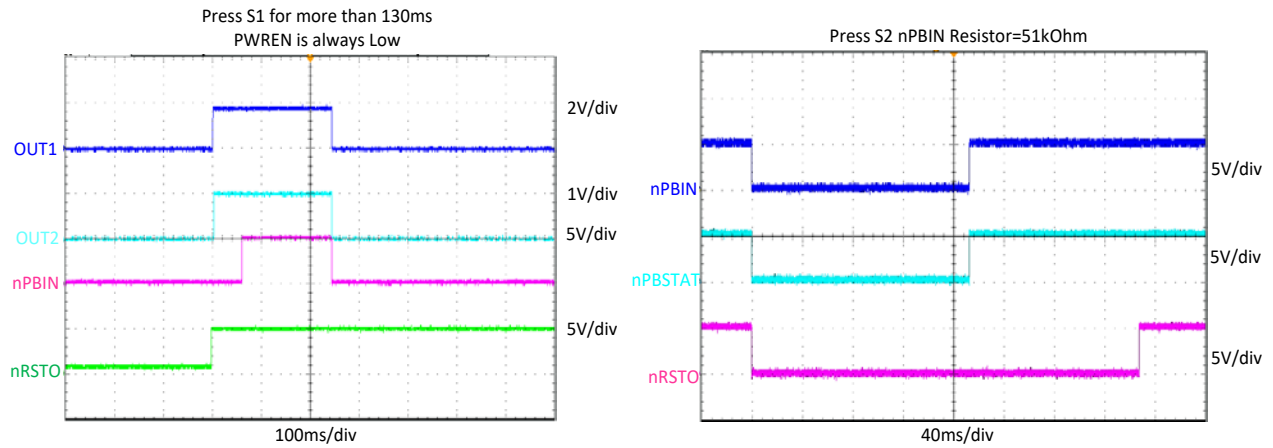 Press S1 for more than 130ms
PWREN is always Low
2V/div
OUT1
1V/div
OUT2
5V/div
nPBIN
5V/div
nRSTO
100ms/div
Press S2 nPBIN Resistor=51kOhm
5V/div
nPBIN
5V/div
nPBSTAT
5V/div
nRSTO
40ms/div